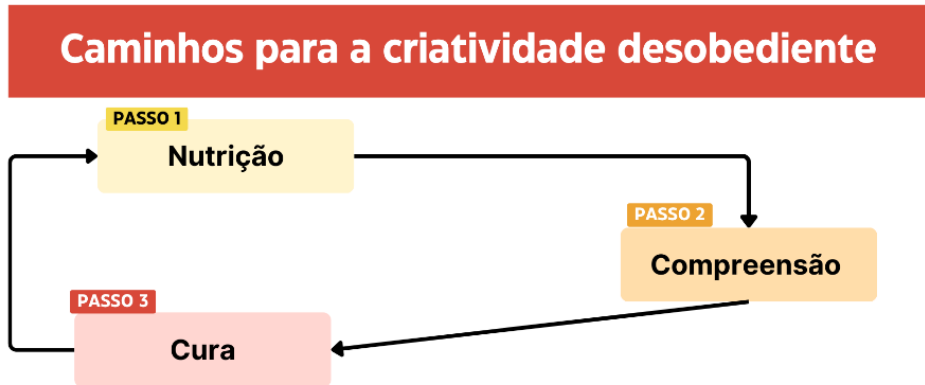 Caminhos para a criatividade desobediente
PASSO 1
Nutrição
PASSO 2
Compreensão
PASSO 3
Cura